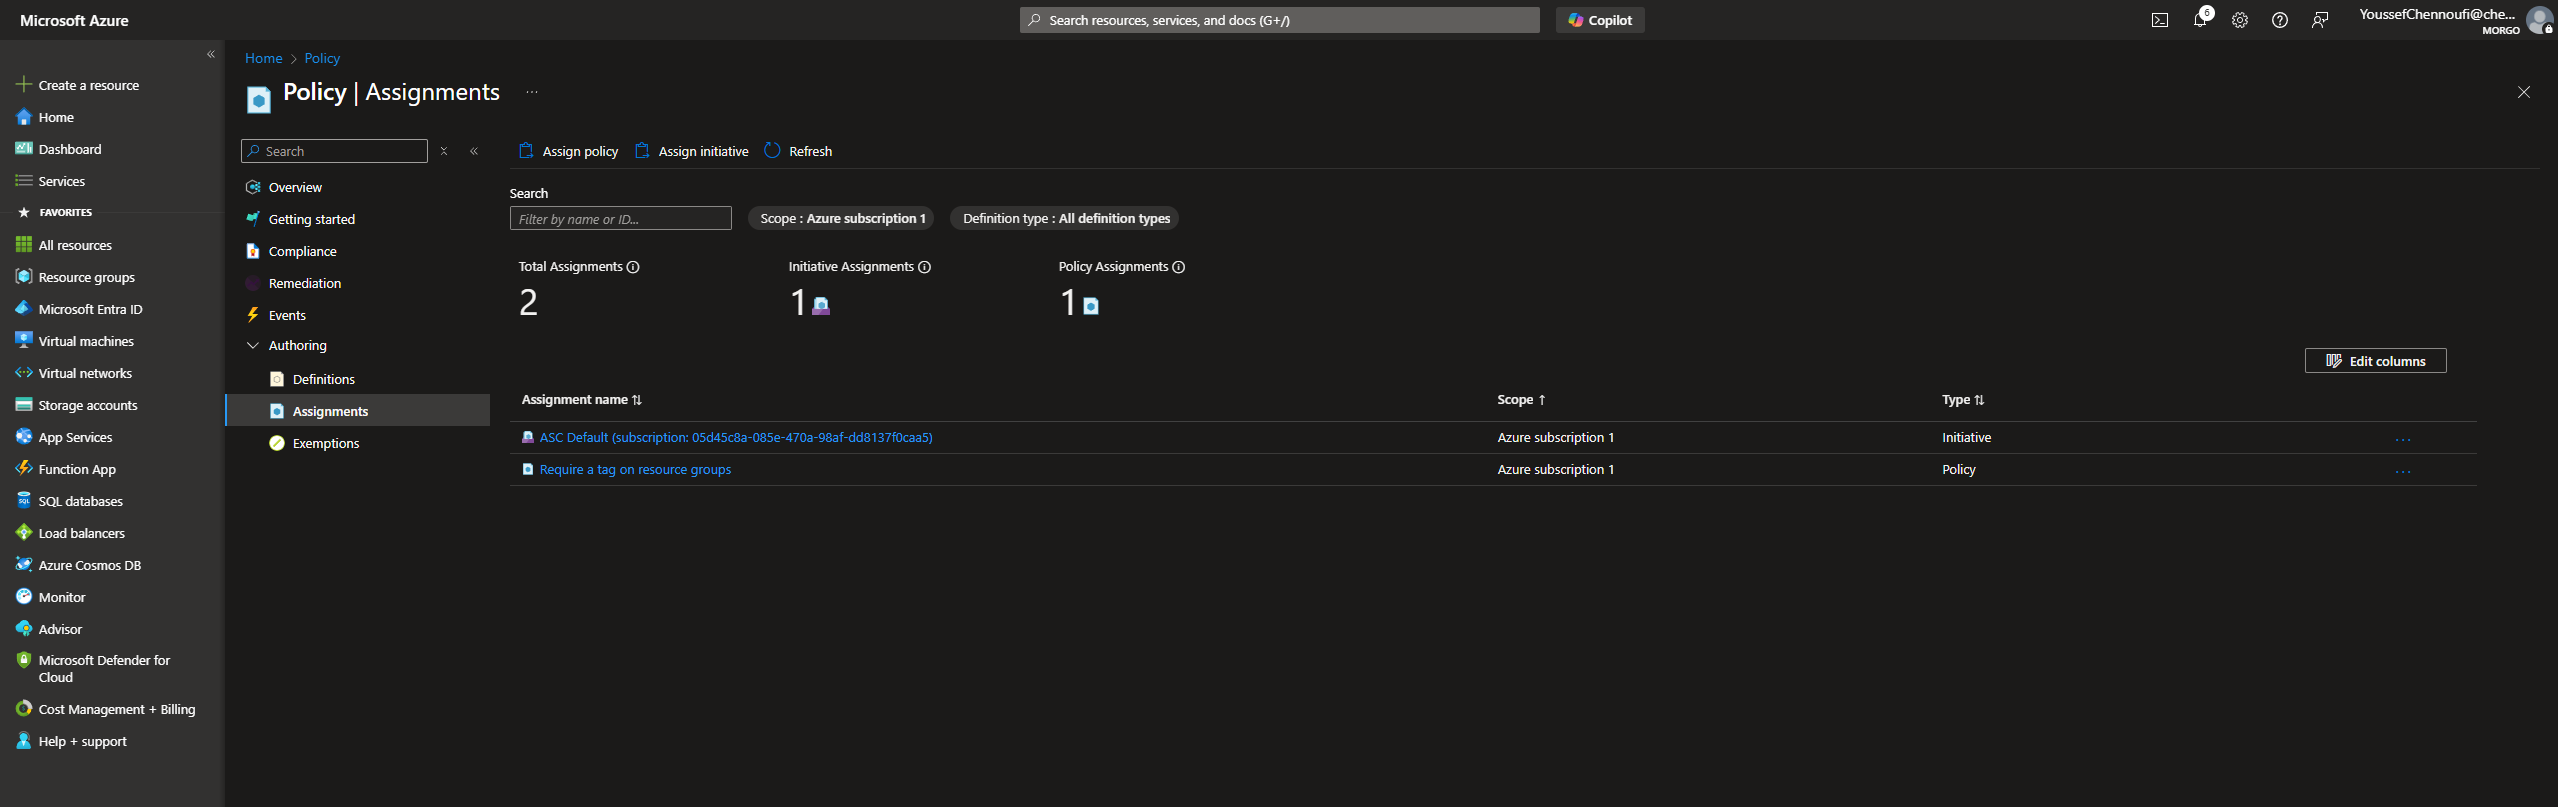 Microsoft Azure
Search resources, services, and docs (G+/)
Copilot
6
YoussefChennoufi@che...
MORGO
Create a resource
Home
Dashboard
Services
FAVORITES
All resources
Resource groups
Microsoft Entra ID
Virtual machines
Virtual networks
Storage accounts
App Services
Function App
SQL databases
Load balancers
Azure Cosmos DB
Monitor
Advisor
Microsoft Defender for
Cloud
Cost Management + Billing
Help + support
Home > Policy
Policy | Assignments ...
Search
Overview
Getting started
Compliance
Remediation
Events
Authoring
Definitions
Assignments
Exemptions
Assign policy Assign initiative Refresh
Search
Filter by name or ID...
Scope : Azure subscription 1
Definition type : All definition types
Total Assignments
2
Initiative Assignments
1
Policy Assignments
1
Edit columns
Assignment name Scope Type
ASC Default (subscription: 05d45c8a-085e-470a-98af-dd8137f0caa5) Azure subscription 1 Initiative ...
Require a tag on resource groups Azure subscription 1 Policy ...